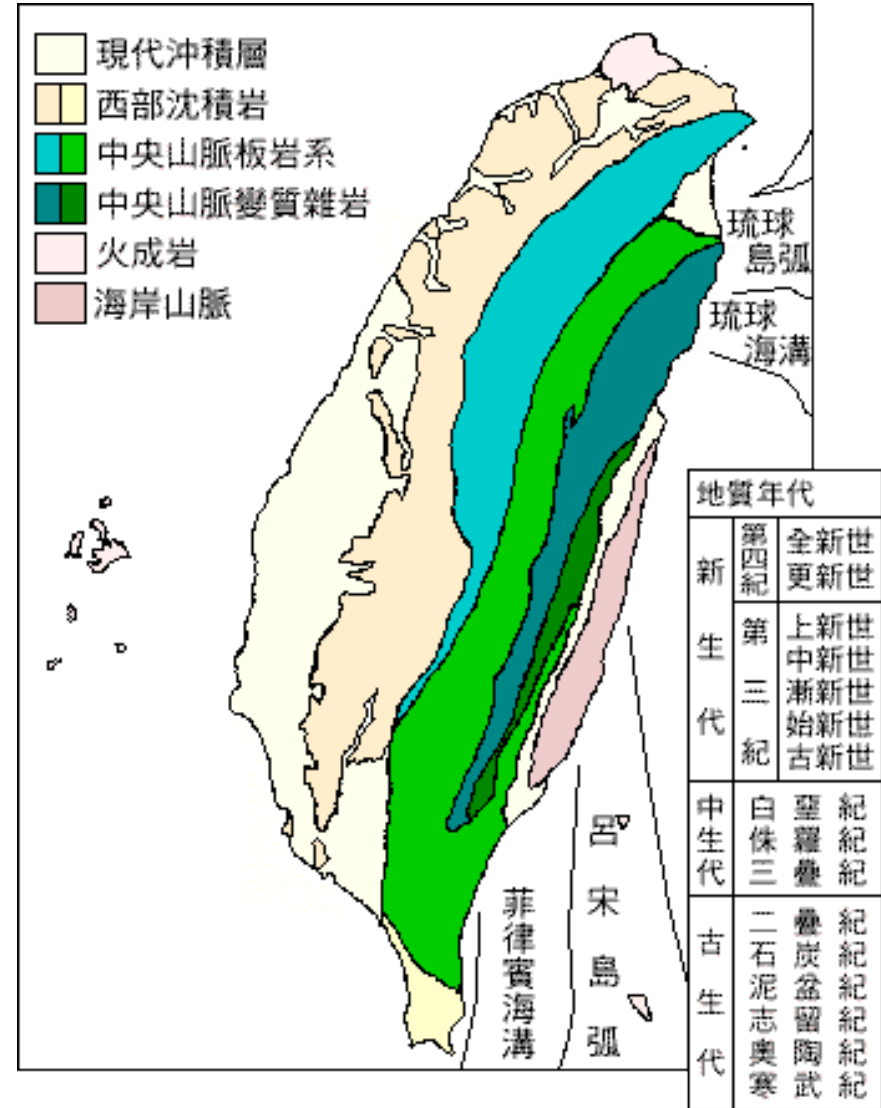 現代沖積層
西部沈積岩
中央山脈板岩系
中央山脈變質雜岩
火成岩
海岸山脈
琉球
島弧
琉球
海溝
菲律賓海溝
呂宋島弧
地質年代
新生代
第四紀
全新世
更新世
第三紀
上新世
中新世
漸新世
始新世
古新世
中生代
白堊紀
侏羅紀
三疊紀
古生代
二疊紀
石炭紀
泥盆紀
志留紀
奧陶紀
寒武紀